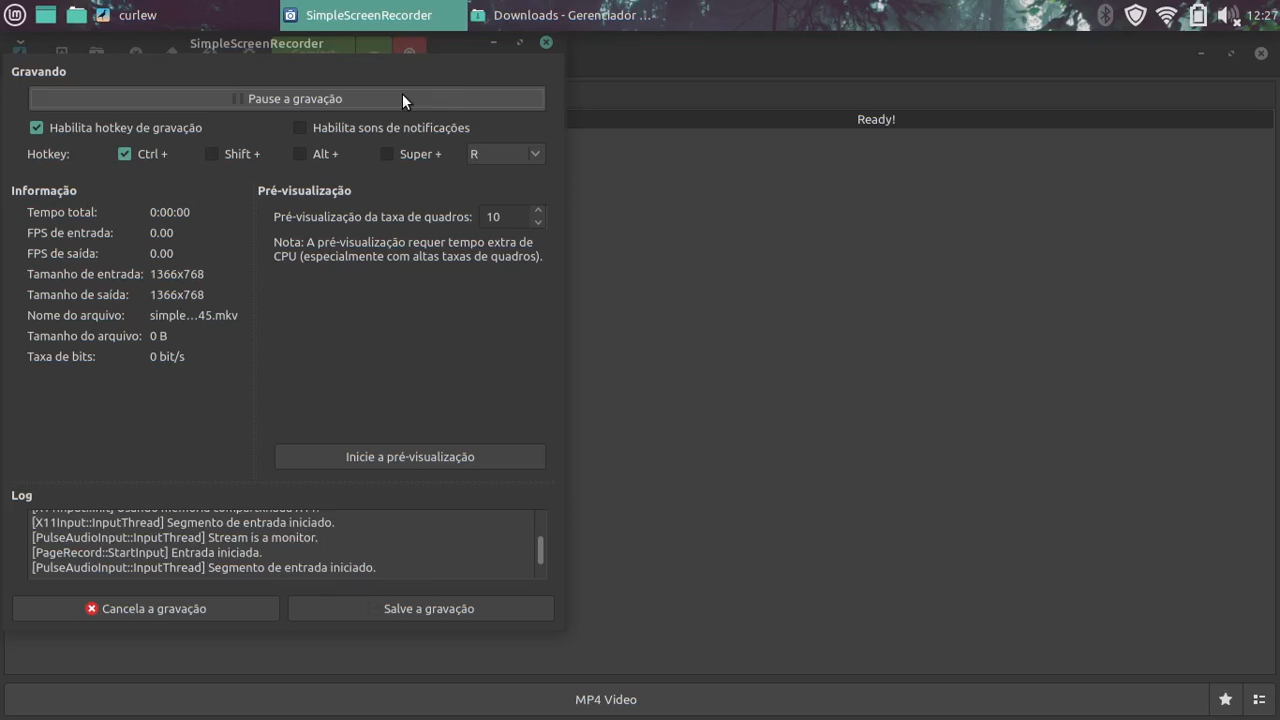 curlew
SimpleScreenRecorder
Downloads - Gerenciador ...
12:27
SimpleScreenRecorder
Gravando
Pause a gravação
Ready!
Habilita hotkey de gravação
Habilita sons de notificações
Hotkey:
Ctrl +
Shift +
Alt +
Super +
R
Informação
Pré-visualização
Tempo total: 0:00:00
Pré-visualização da taxa de quadros: 10
FPS de entrada: 0.00
Nota: A pré-visualização requer tempo extra de
CPU (especialmente com altas taxas de quadros).
FPS de saída: 0.00
Tamanho de entrada: 1366x768
Tamanho de saída: 1366x768
Nome do arquivo: simple...45.mkv
Tamanho do arquivo: 0 B
Taxa de bits: 0 bit/s
Inicie a pré-visualização
Log
[X11Input::InputThread] Segmento de entrada iniciado.
[PulseAudioInput::InputThread] Stream is a monitor.
[PageRecord::StartInput] Entrada iniciada.
[PulseAudioInput::InputThread] Segmento de entrada iniciado.
Cancela a gravação
Salve a gravação
MP4 Video